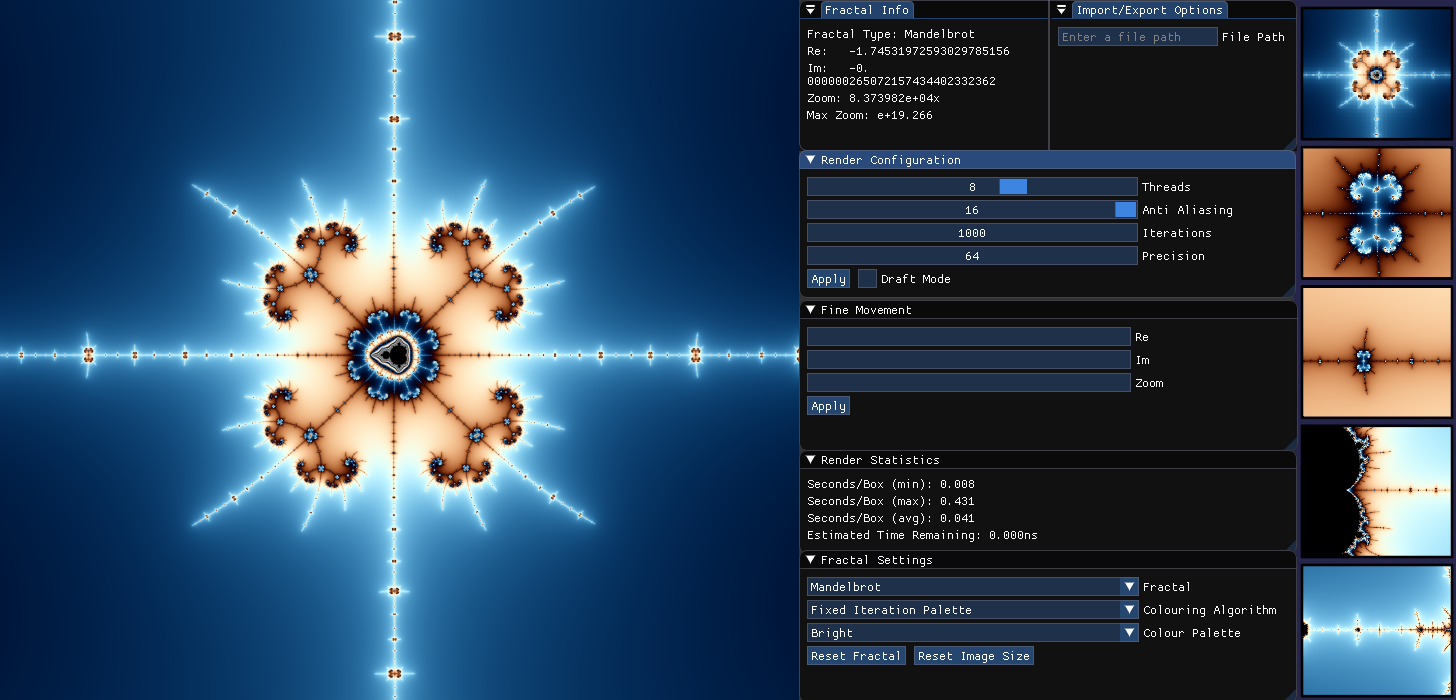 Fractal Info
Fractal Type: Mandelbrot
Re:   -1.74531972593029785156
Im:   -0.
000000265072157434402332362
Zoom: 8.373982e+04x
Max Zoom: e+19.266
Import/Export Options
Enter a file path File Path
Render Configuration
8 Threads
16 Anti Aliasing
1000 Iterations
64 Precision
Apply Draft Mode
Fine Movement
Re
Im
Zoom
Apply
Render Statistics
Seconds/Box (min): 0.008
Seconds/Box (max): 0.431
Seconds/Box (avg): 0.041
Estimated Time Remaining: 0.000ns
Fractal Settings
Mandelbrot Fractal
Fixed Iteration Palette Colouring Algorithm
Bright Colour Palette
Reset Fractal Reset Image Size